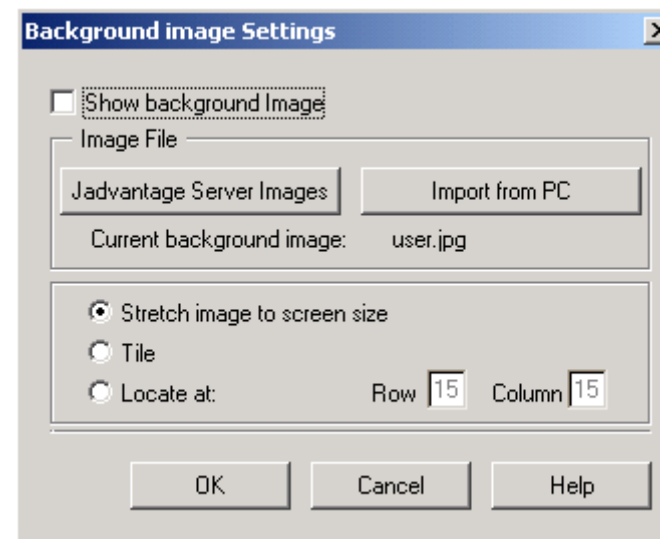 Background image Settings
Show background Image
Image File
Jadvantage Server Images Import from PC
Current background image: user.jpg
Stretch image to screen size
Tile
Locate at: Row 15 Column 15
OK Cancel Help